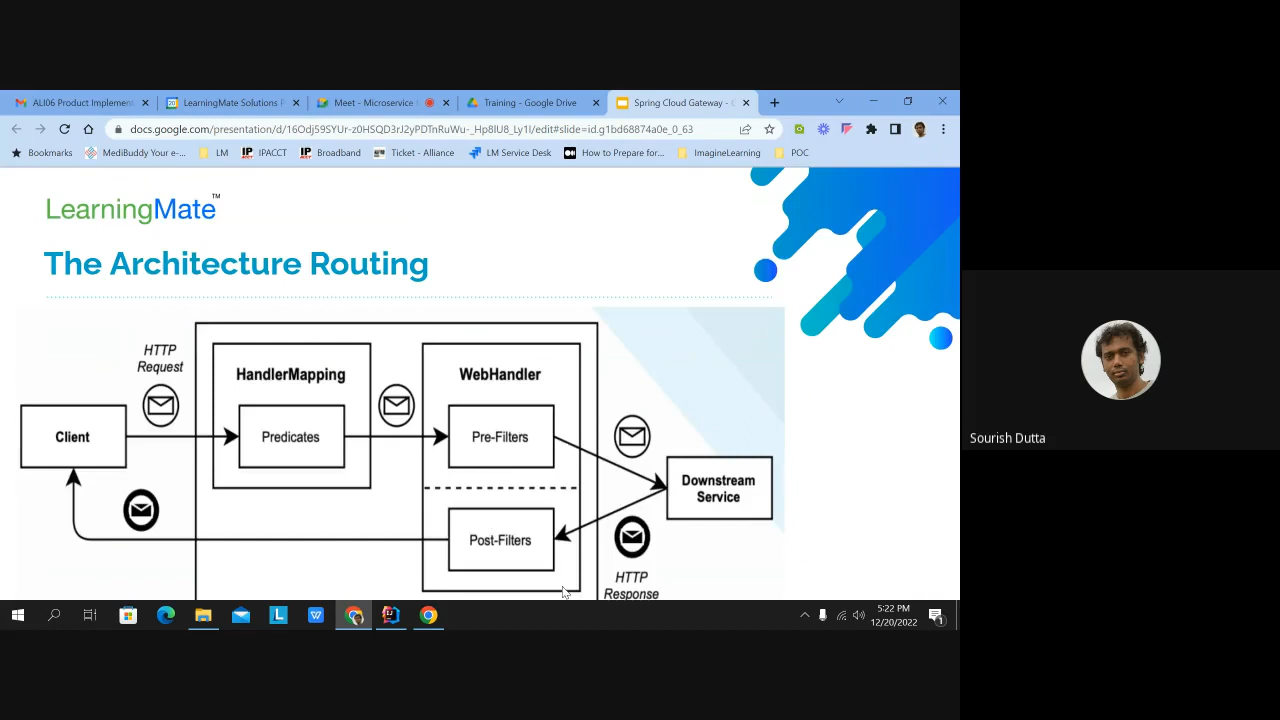 ALI06 Product Implement
LearningMate Solutions P
Meet - Microservice
Training - Google Drive
Spring Cloud Gateway -
docs.google.com/presentation/d/16Odj59SYUr-z0HSQD3rJ2yPDTnRuWu-_Hp8lU8_Ly1I/edit#slide=id.g1bd68874a0e_0_63
Bookmarks
MediBuddy Your e-...
LM
IPACCT
Broadband
Ticket - Alliance
LM Service Desk
How to Prepare for...
ImagineLearning
POC
LearningMate™
The Architecture Routing
HTTP
Request
HandlerMapping
WebHandler
Client
Predicates
Pre-Filters
Downstream
Service
Post-Filters
HTTP
Response
Sourish Dutta
5:22 PM
12/20/2022